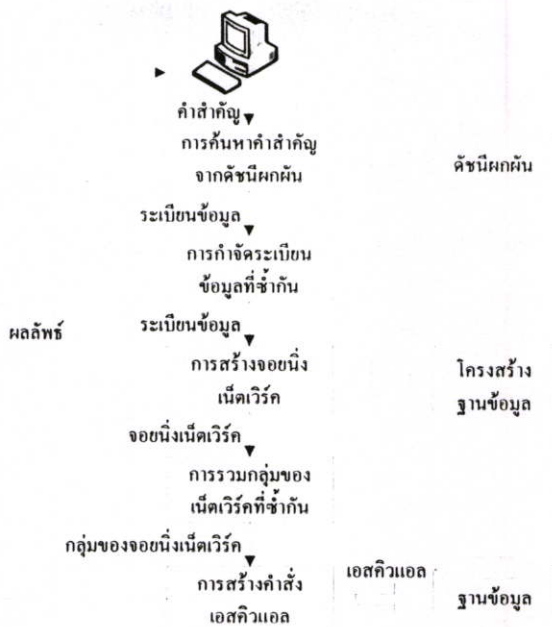 คำสำคัญ
การค้นหาคำสำคัญ
จากดัชนีผกผัน
ดัชนีผกผัน
ระเบียนข้อมูล
การกำจัดระเบียน
ข้อมูลที่ซ้ำกัน
ผลลัพธ์
ระเบียนข้อมูล
การสร้างจอยนิ่ง
เน็ตเวิร์ค
โครงสร้าง
ฐานข้อมูล
จอยนิ่งเน็ตเวิร์ค
การรวมกลุ่มของ
เน็ตเวิร์คที่ซ้ำกัน
กลุ่มของจอยนิ่งเน็ตเวิร์ค
การสร้างคำสั่ง
เอสคิวแอล
เอสคิวแอล
ฐานข้อมูล